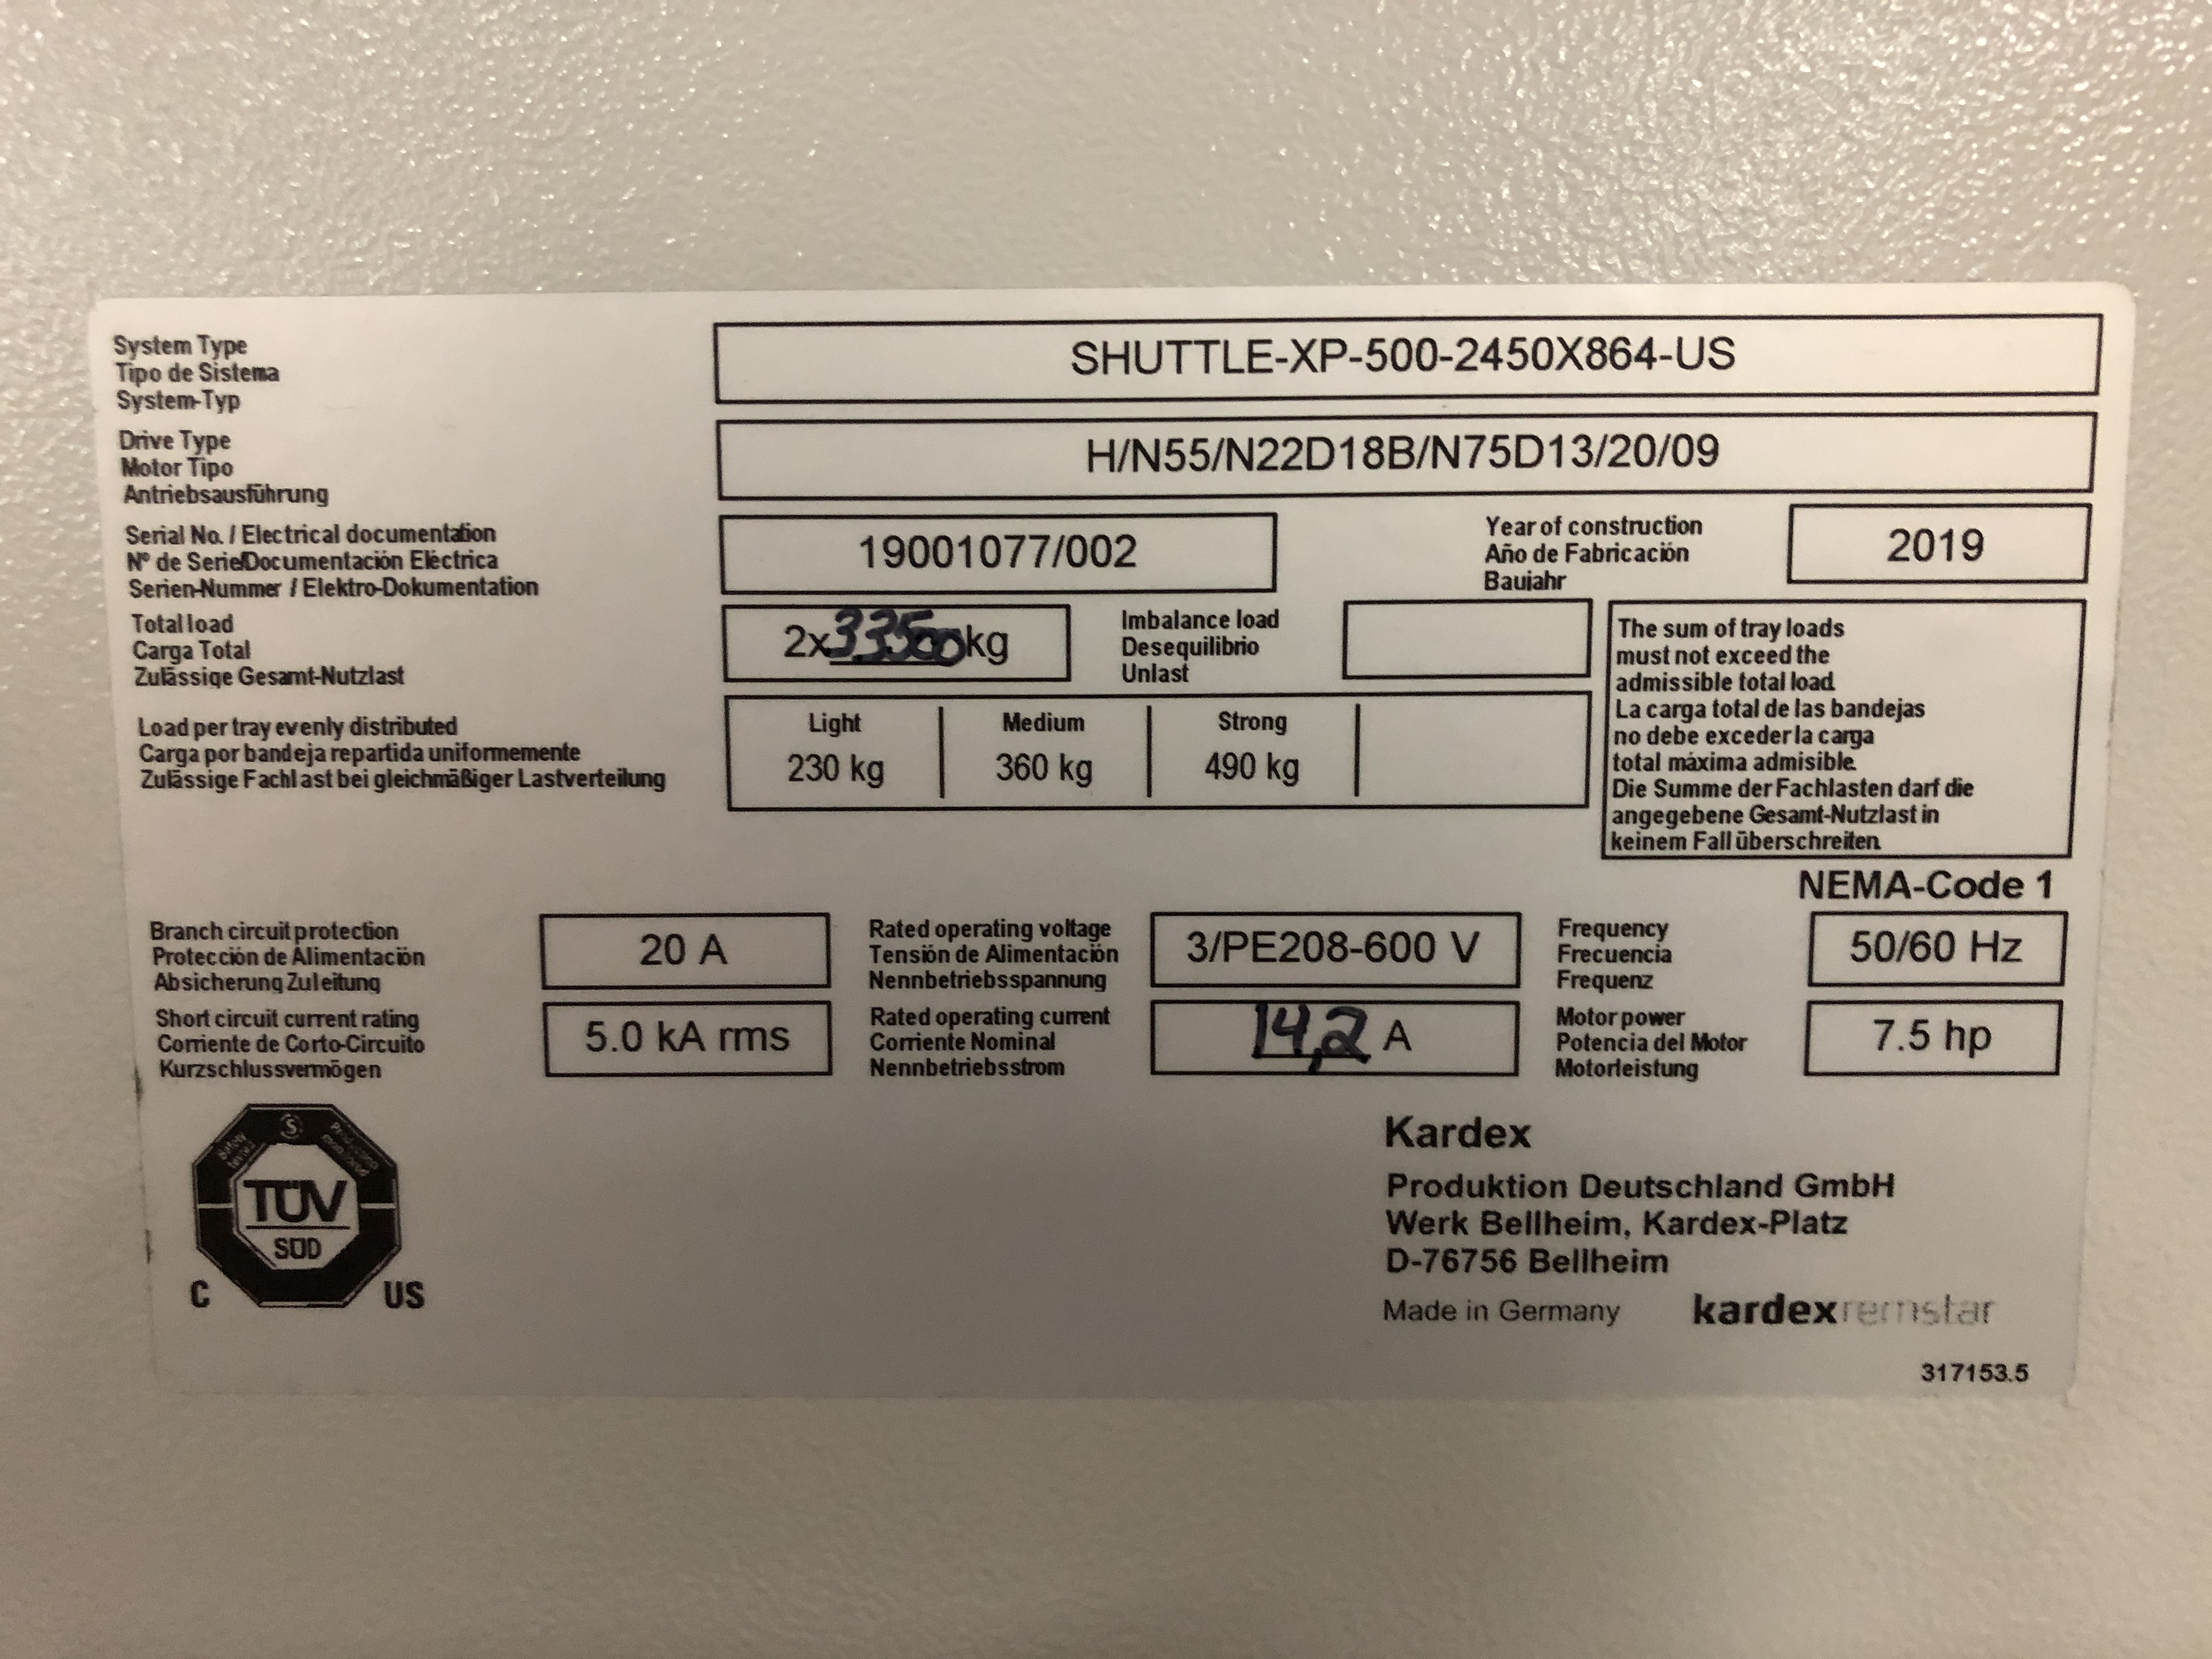 System Type
Tipo de Sistema
System-Typ
SHUTTLE-XP-500-2450X864-US
Drive Type
Motor Tipo
Antriebsausführung
H/N55/N22D18B/N75D13/20/09
Serial No. / Electrical documentation
Nº de Serie/Documentación Eléctrica
Serien-Nummer / Elektro-Dokumentation
19001077/002
Year of construction
Año de Fabricación
Baujahr
2019
Total load
Carga Total
Zulässige Gesamt-Nutzlast
2x kg
Imbalance load
Desequilibrio
Unlast
The sum of tray loads
must not exceed the
admissible total load.
La carga total de las bandejas
no debe exceder la carga
total máxima admisible.
Die Summe der Fachlasten darf die
angegebene Gesamt-Nutzlast in
keinem Fall überschreiten.
Load per tray evenly distributed
Carga por bandeja repartida uniformemente
Zulässige Fachlast bei gleichmäßiger Lastverteilung
Light Medium Strong
230 kg 360 kg 490 kg
NEMA-Code 1
Branch circuit protection
Protección de Alimentación
Absicherung Zuleitung
20 A
Rated operating voltage
Tensión de Alimentación
Nennbetriebsspannung
3/PE208-600 V
Frequency
Frecuencia
Frequenz
50/60 Hz
Short circuit current rating
Corriente de Corto-Circuito
Kurzschlussvermögen
5.0 kA rms
Rated operating current
Corriente Nominal
Nennbetriebsstrom
14,2 A
Motor power
Potencia del Motor
Motorleistung
7.5 hp
TÜV
SÜD
C US
Kardex
Produktion Deutschland GmbH
Werk Bellheim, Kardex-Platz
D-76756 Bellheim
Made in Germany
kardexremstar
317153.5